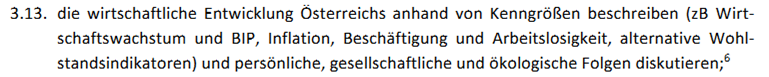 3.13. die wirtschaftliche Entwicklung Österreichs anhand von Kenngrößen beschreiben (zB Wirt-
schaftswachstum und BIP, Inflation, Beschäftigung und Arbeitslosigkeit, alternative Wohl-
standsindikatoren) und persönliche, gesellschaftliche und ökologische Folgen diskutieren;⁶